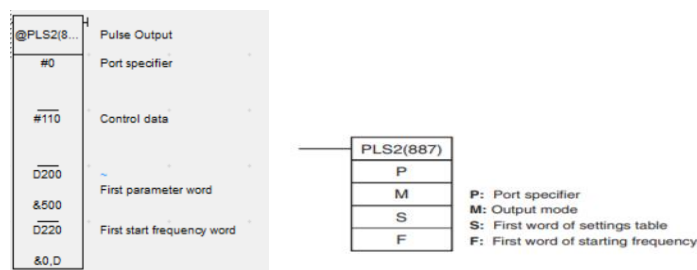 @PLS2(8...
Pulse Output
#0
Port specifier
#110
Control data
D200
~
First parameter word
&500
D220
First start frequency word
&0,D
PLS2(887)
P
M
S
F
P: Port specifier
M: Output mode
S: First word of settings table
F: First word of starting frequency